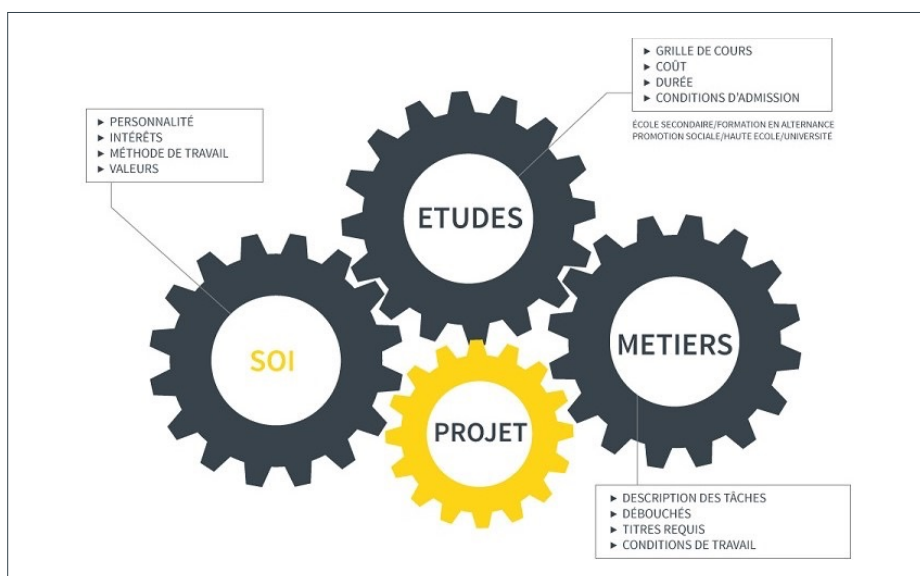 ► GRILLE DE COURS
► COÛT
► DURÉE
► CONDITIONS D'ADMISSION
ÉCOLE SECONDAIRE/FORMATION EN ALTERNANCE
PROMOTION SOCIALE/HAUTE ECOLE/UNIVERSITÉ
► PERSONNALITÉ
► INTÉRÊTS
► MÉTHODE DE TRAVAIL
► VALEURS
ETUDES
SOI
METIERS
PROJET
► DESCRIPTION DES TÂCHES
► DÉBOUCHÉS
► TITRES REQUIS
► CONDITIONS DE TRAVAIL